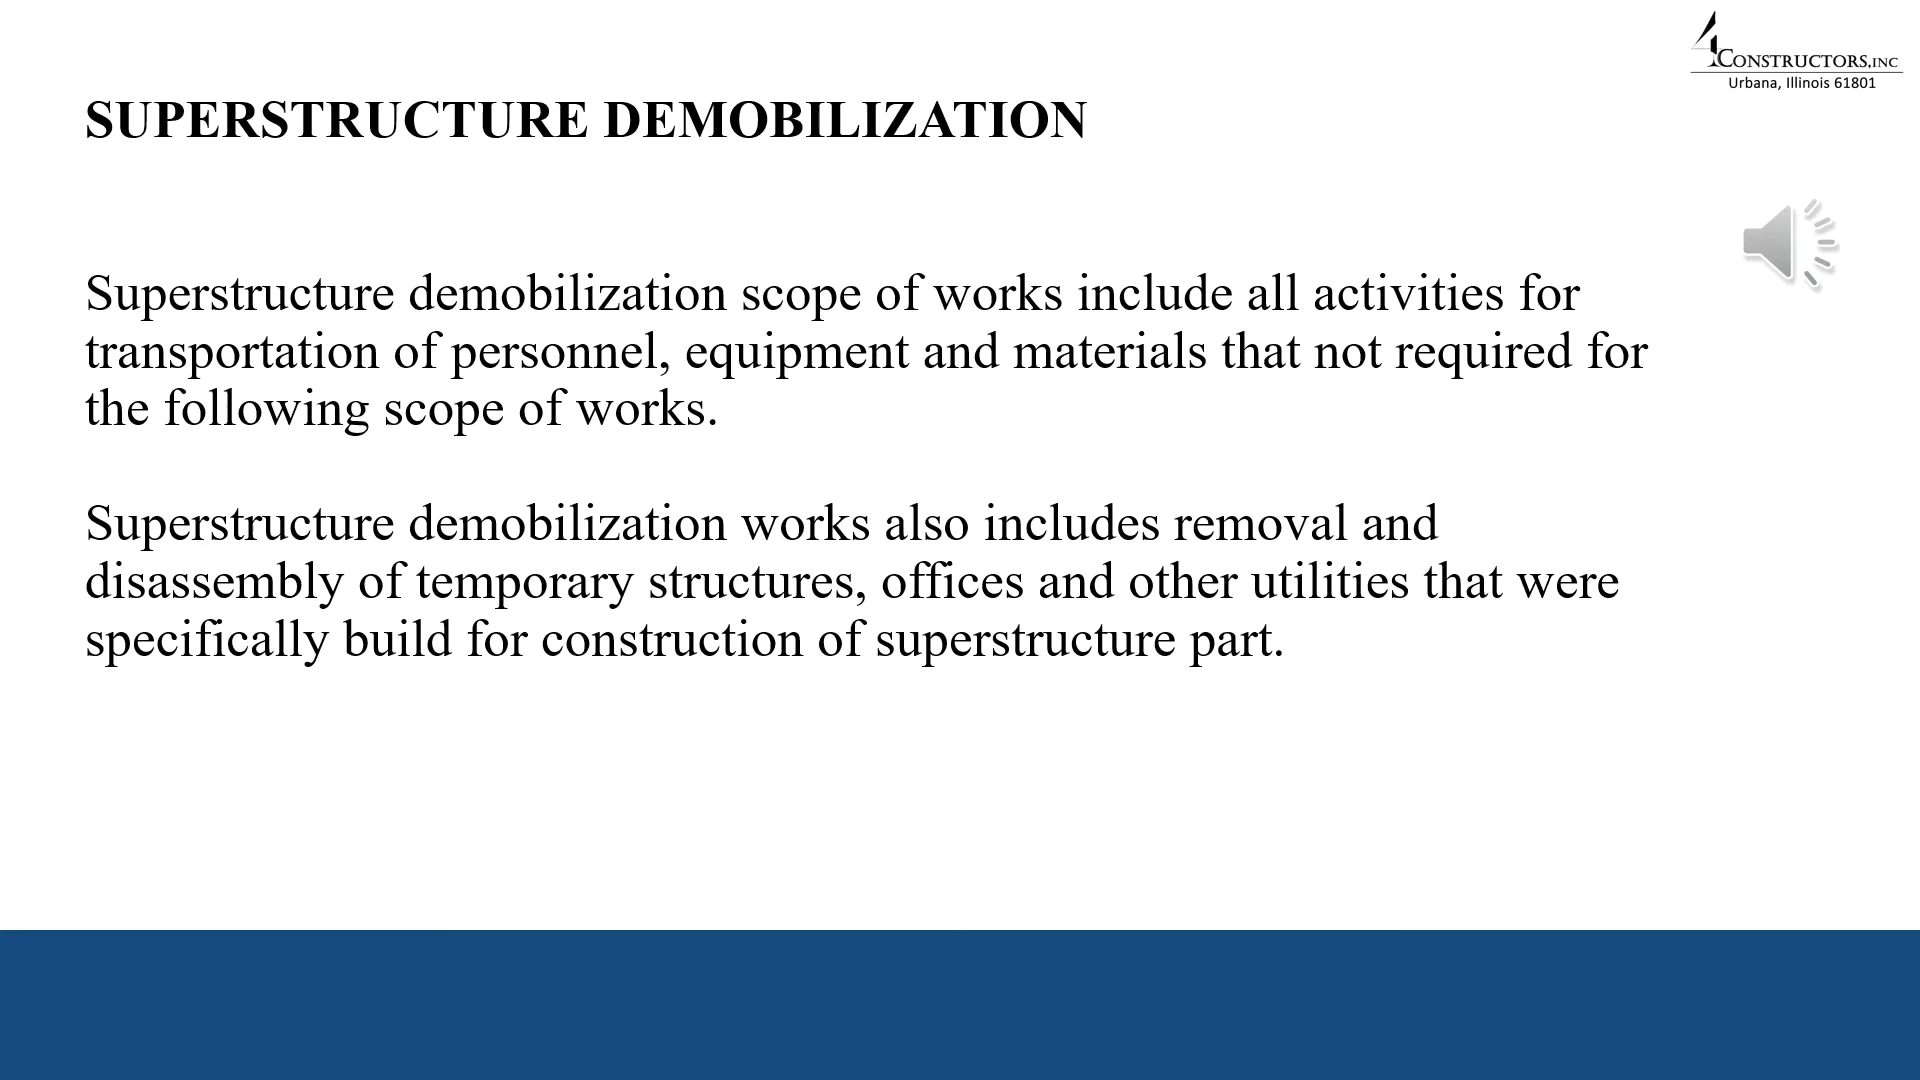 4CONSTRUCTORS,INC
Urbana, Illinois 61801
SUPERSTRUCTURE DEMOBILIZATION
Superstructure demobilization scope of works include all activities for
transportation of personnel, equipment and materials that not required for
the following scope of works.
Superstructure demobilization works also includes removal and
disassembly of temporary structures, offices and other utilities that were
specifically build for construction of superstructure part.